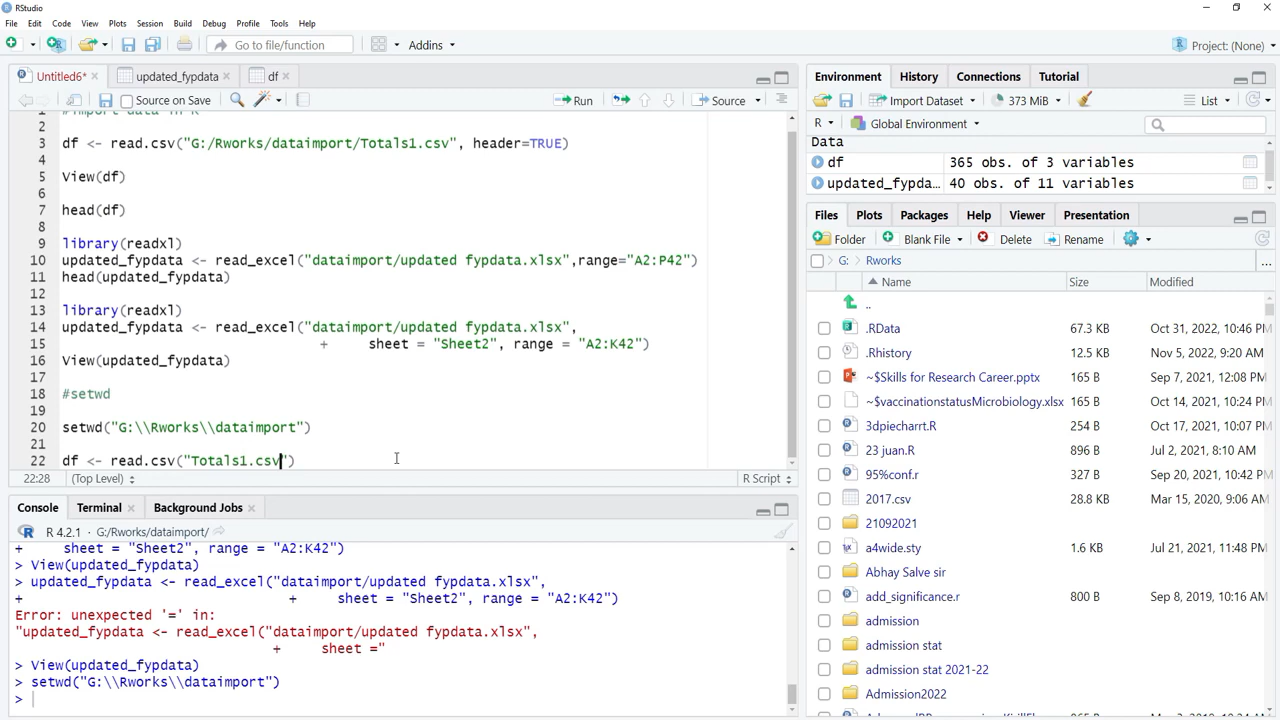 RStudio
File Edit Code View Plots Session Build Debug Profile Tools Help
Go to file/function Addins Project: (None)
Untitled6* updated_fypdata df
Source on Save Run Source
1 #import data in R
2
3 df <- read.csv("G:/Rworks/dataimport/Totals1.csv", header=TRUE)
4
5 View(df)
6
7 head(df)
8
9 library(readxl)
10 updated_fypdata <- read_excel("dataimport/updated fypdata.xlsx",range="A2:P42")
11 head(updated_fypdata)
12
13 library(readxl)
14 updated_fypdata <- read_excel("dataimport/updated fypdata.xlsx",
15 + sheet = "Sheet2", range = "A2:K42")
16 View(updated_fypdata)
17
18 #setwd
19
20 setwd("G:\\Rworks\\dataimport")
21
22 df <- read.csv("Totals1.csv")
22:28 (Top Level) R Script
Console Terminal Background Jobs
R 4.2.1 · G:/Rworks/dataimport/
+ sheet = "Sheet2", range = "A2:K42")
> View(updated_fypdata)
> updated_fypdata <- read_excel("dataimport/updated fypdata.xlsx",
+ + sheet = "Sheet2", range = "A2:K42")
Error: unexpected '=' in:
"updated_fypdata <- read_excel("dataimport/updated fypdata.xlsx",
+ sheet ="
> View(updated_fypdata)
> setwd("G:\\Rworks\\dataimport")
>
Environment History Connections Tutorial
Import Dataset 373 MiB List
R Global Environment
Data
df 365 obs. of 3 variables
updated_fypda… 40 obs. of 11 variables
Files Plots Packages Help Viewer Presentation
Folder Blank File Delete Rename
G: Rworks ...
Name Size Modified
..
.RData 67.3 KB Oct 31, 2022, 10:46 PM
.Rhistory 12.5 KB Nov 5, 2022, 9:20 AM
~$Skills for Research Career.pptx 165 B Sep 7, 2021, 12:08 PM
~$vaccinationstatusMicrobiology.xlsx 165 B Oct 14, 2021, 10:24 P
3dpiecharrt.R 254 B Oct 17, 2021, 10:07 P
23 juan.R 896 B Jul 2, 2021, 8:10 AM
95%conf.r 627 B Sep 20, 2021, 10:42 P
2017.csv 28.8 KB Mar 15, 2020, 9:06 A
21092021
a4wide.sty 1.6 KB Jul 21, 2021, 11:48 P
Abhay Salve sir
add_significance.r 800 B Sep 8, 2019, 10:16 AM
admission
admission stat
admission stat 2021-22
Admission2022